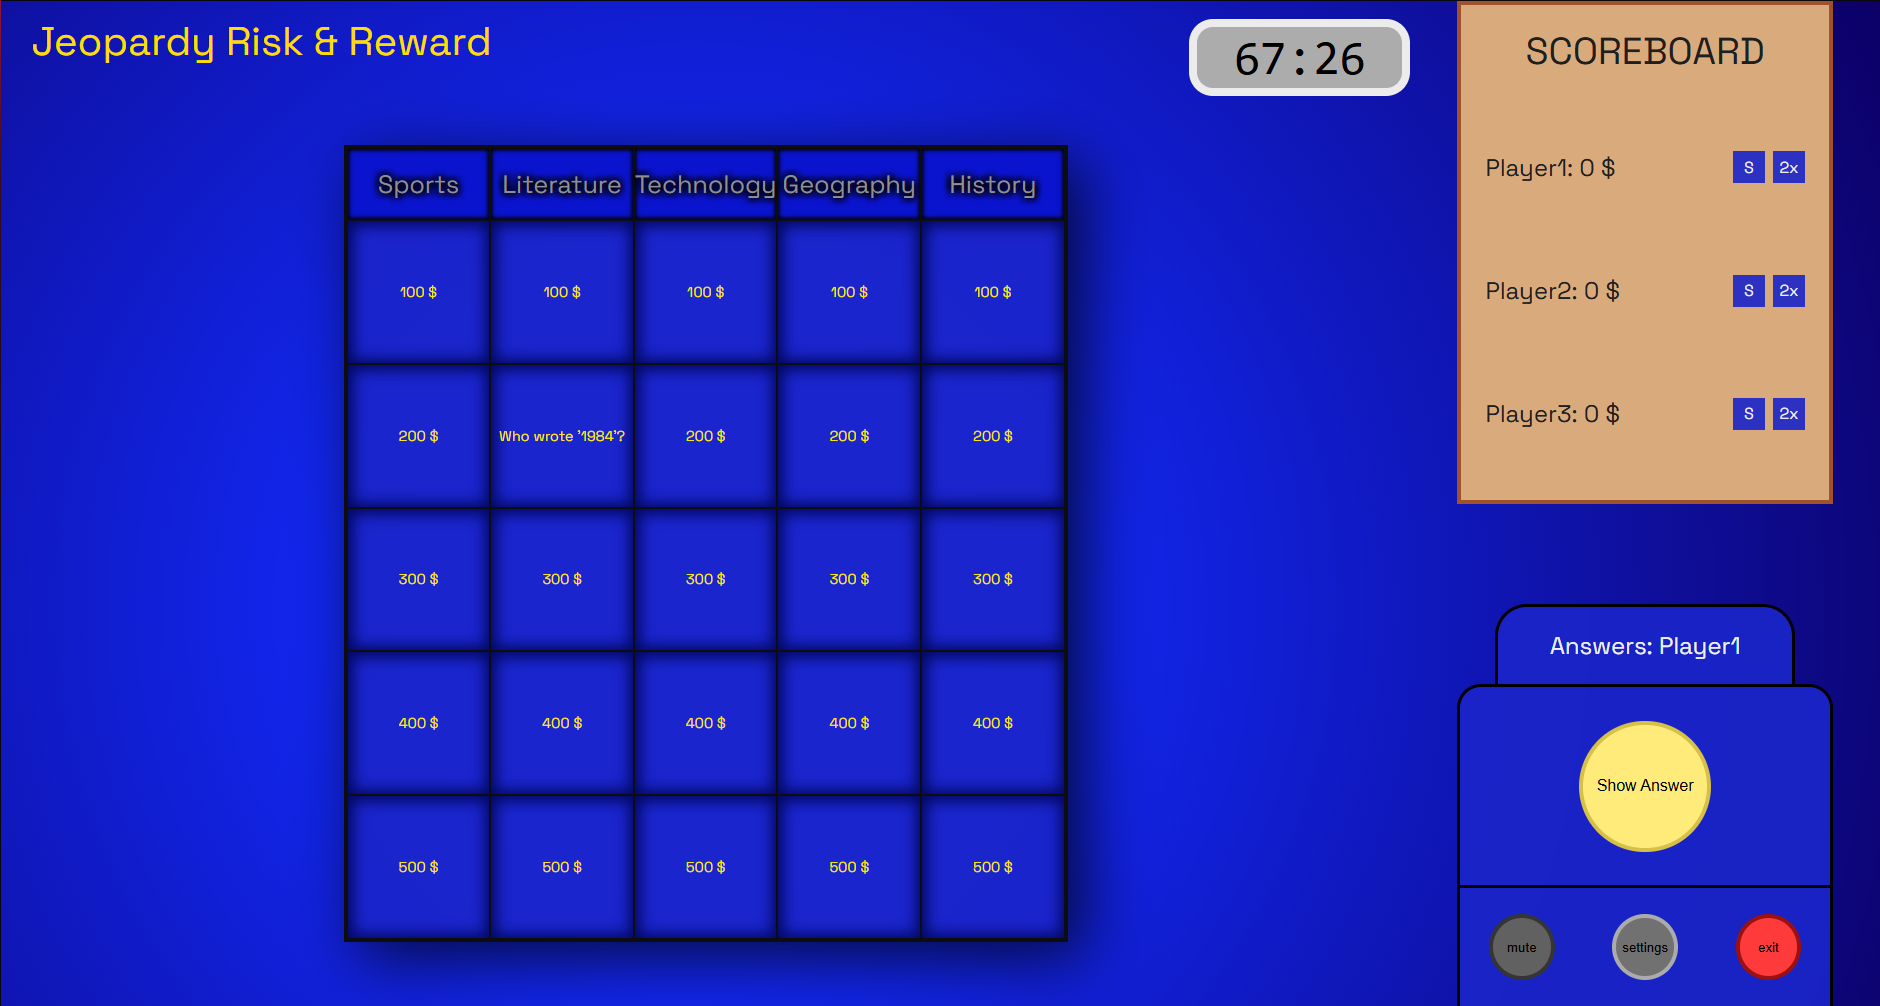 Jeopardy Risk & Reward
67:26
Sports Literature Technology Geography History
100 $ 100 $ 100 $ 100 $ 100 $
200 $ Who wrote '1984'? 200 $ 200 $ 200 $
300 $ 300 $ 300 $ 300 $ 300 $
400 $ 400 $ 400 $ 400 $ 400 $
500 $ 500 $ 500 $ 500 $ 500 $
SCOREBOARD
Player1: 0 $ S 2x
Player2: 0 $ S 2x
Player3: 0 $ S 2x
Answers: Player1
Show Answer
mute settings exit